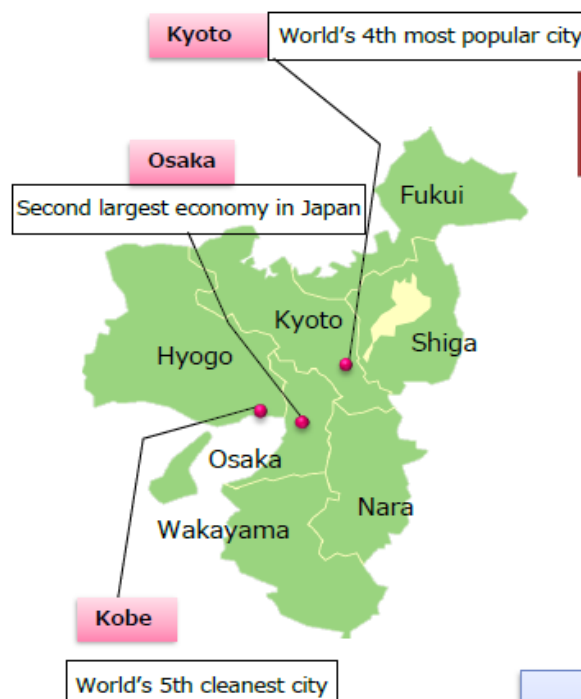 Kyoto
World's 4th most popular city
Osaka
Second largest economy in Japan
Fukui
Kyoto
Shiga
Hyogo
Osaka
Nara
Wakayama
Kobe
World's 5th cleanest city